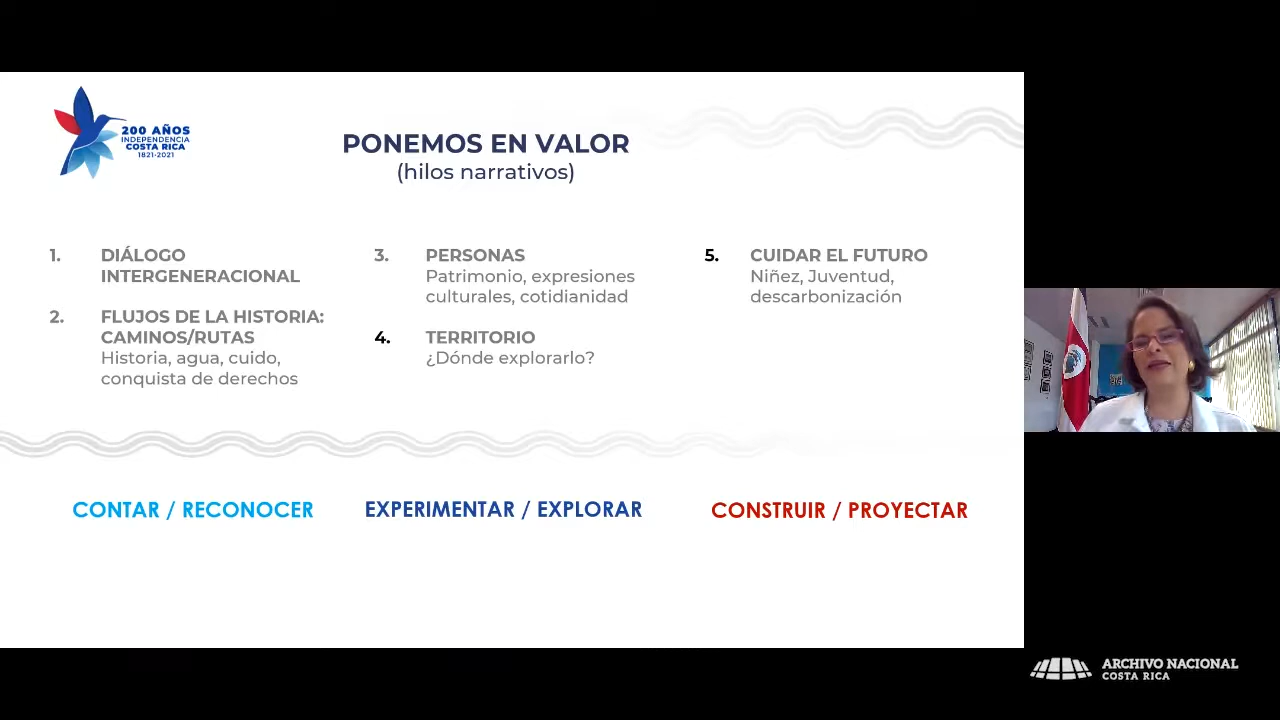 200 AÑOS
INDEPENDENCIA
COSTA RICA
1821-2021
PONEMOS EN VALOR
(hilos narrativos)
1. DIÁLOGO
INTERGENERACIONAL
2. FLUJOS DE LA HISTORIA:
CAMINOS/RUTAS
Historia, agua, cuido,
conquista de derechos
3. PERSONAS
Patrimonio, expresiones
culturales, cotidianidad
4. TERRITORIO
¿Dónde explorarlo?
5. CUIDAR EL FUTURO
Niñez, Juventud,
descarbonización
CONTAR / RECONOCER
EXPERIMENTAR / EXPLORAR
CONSTRUIR / PROYECTAR
ARCHIVO NACIONAL
COSTA RICA